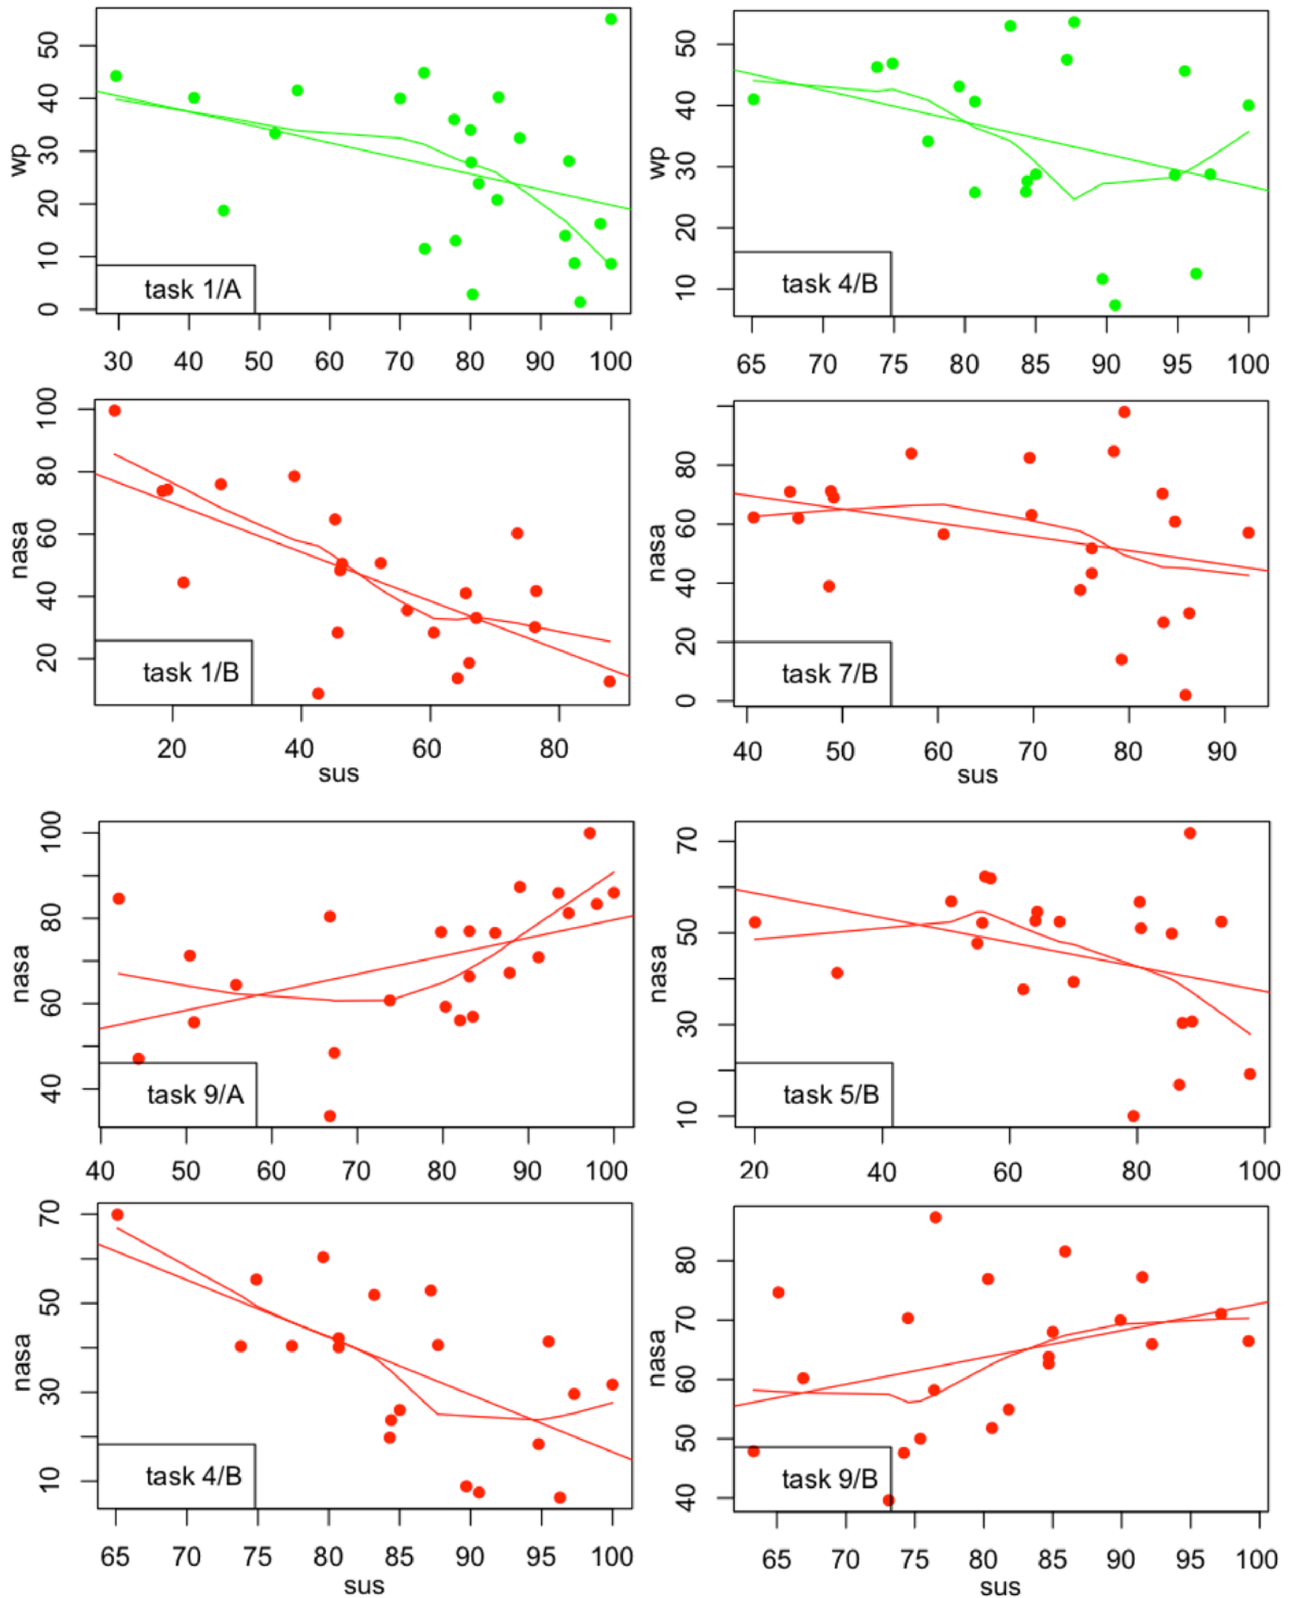 wp
0 10 20 30 40 50
task 1/A
30 40 50 60 70 80 90 100
wp
10 20 30 40 50
task 4/B
65 70 75 80 85 90 95 100
nasa
20 40 60 80 100
task 1/B
20 40 60 80
sus
nasa
0 20 40 60 80
task 7/B
40 50 60 70 80 90
sus
nasa
40 60 80 100
task 9/A
40 50 60 70 80 90 100
nasa
10 30 50 70
task 5/B
20 40 60 80 100
nasa
10 30 50 70
task 4/B
65 70 75 80 85 90 95 100
sus
nasa
40 50 60 70 80
task 9/B
65 70 75 80 85 90 95 100
sus